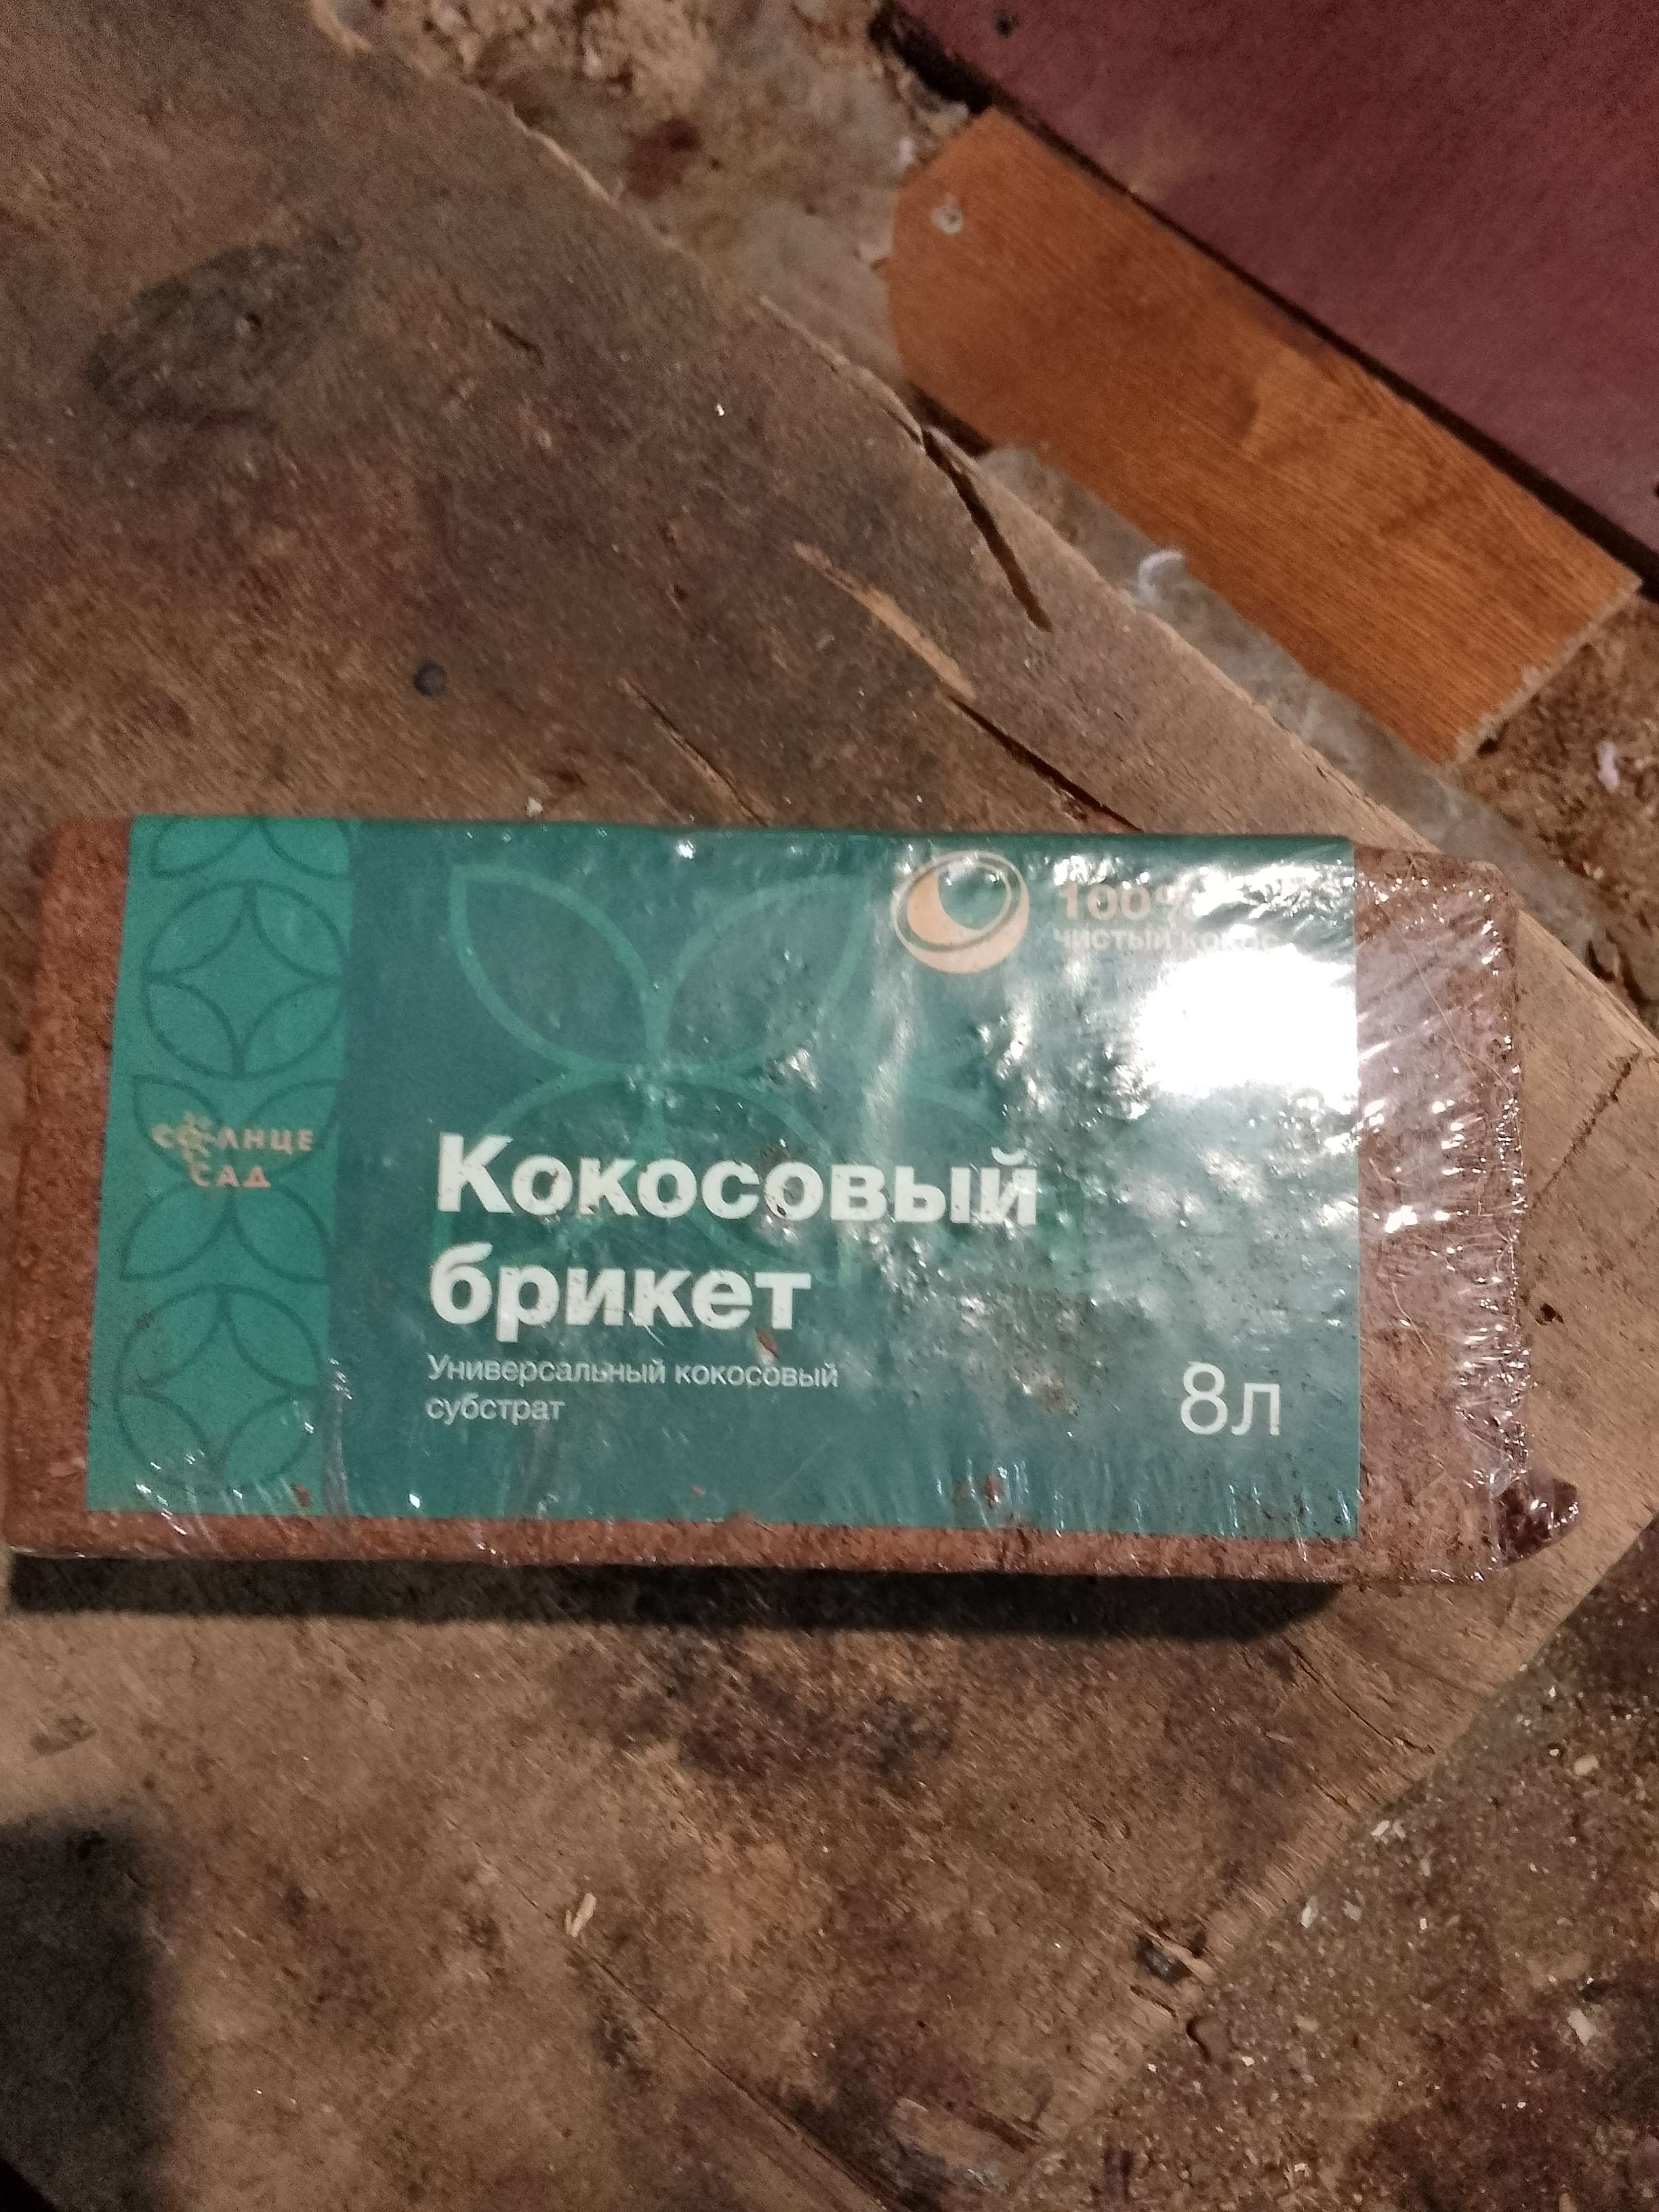 100%
чистый кокос
СОЛНЦЕ
САД
Кокосовый
брикет
Универсальный кокосовый
субстрат
8л